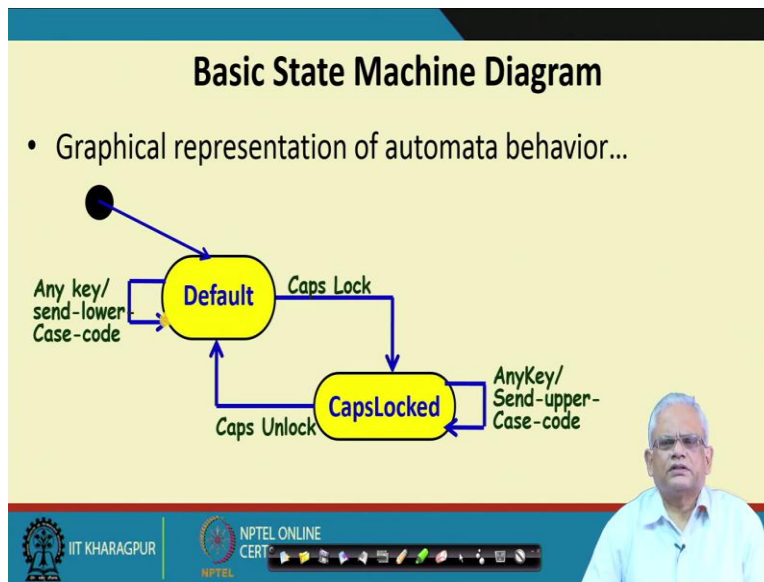 Basic State Machine Diagram
• Graphical representation of automata behavior...
Any key/
send-lower-
Case-code
Default
Caps Lock
CapsLocked
Caps Unlock
AnyKey/
Send-upper-
Case-code
IIT KHARAGPUR
NPTEL
NPTEL ONLINE
CERT